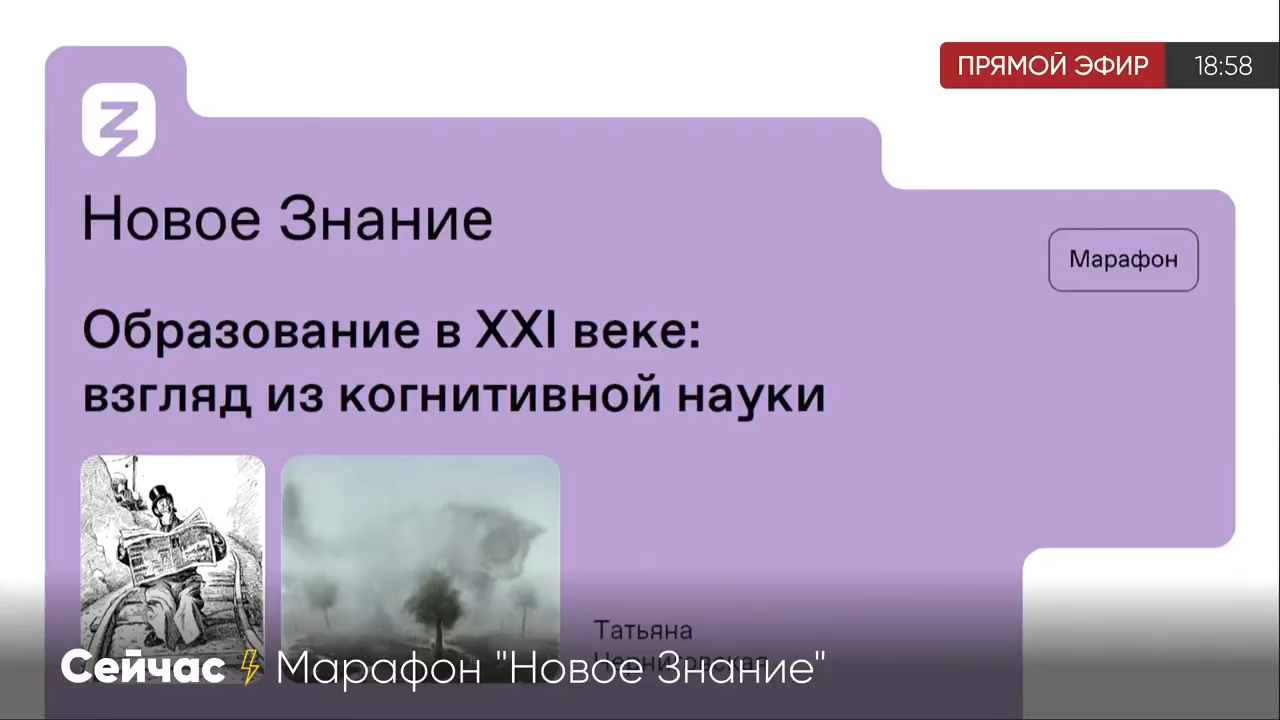 ПРЯМОЙ ЭФИР 18:58
Новое Знание
Марафон
Образование в XXI веке:
взгляд из когнитивной науки
Татьяна
Черниговская
Сейчас Марафон "Новое Знание"